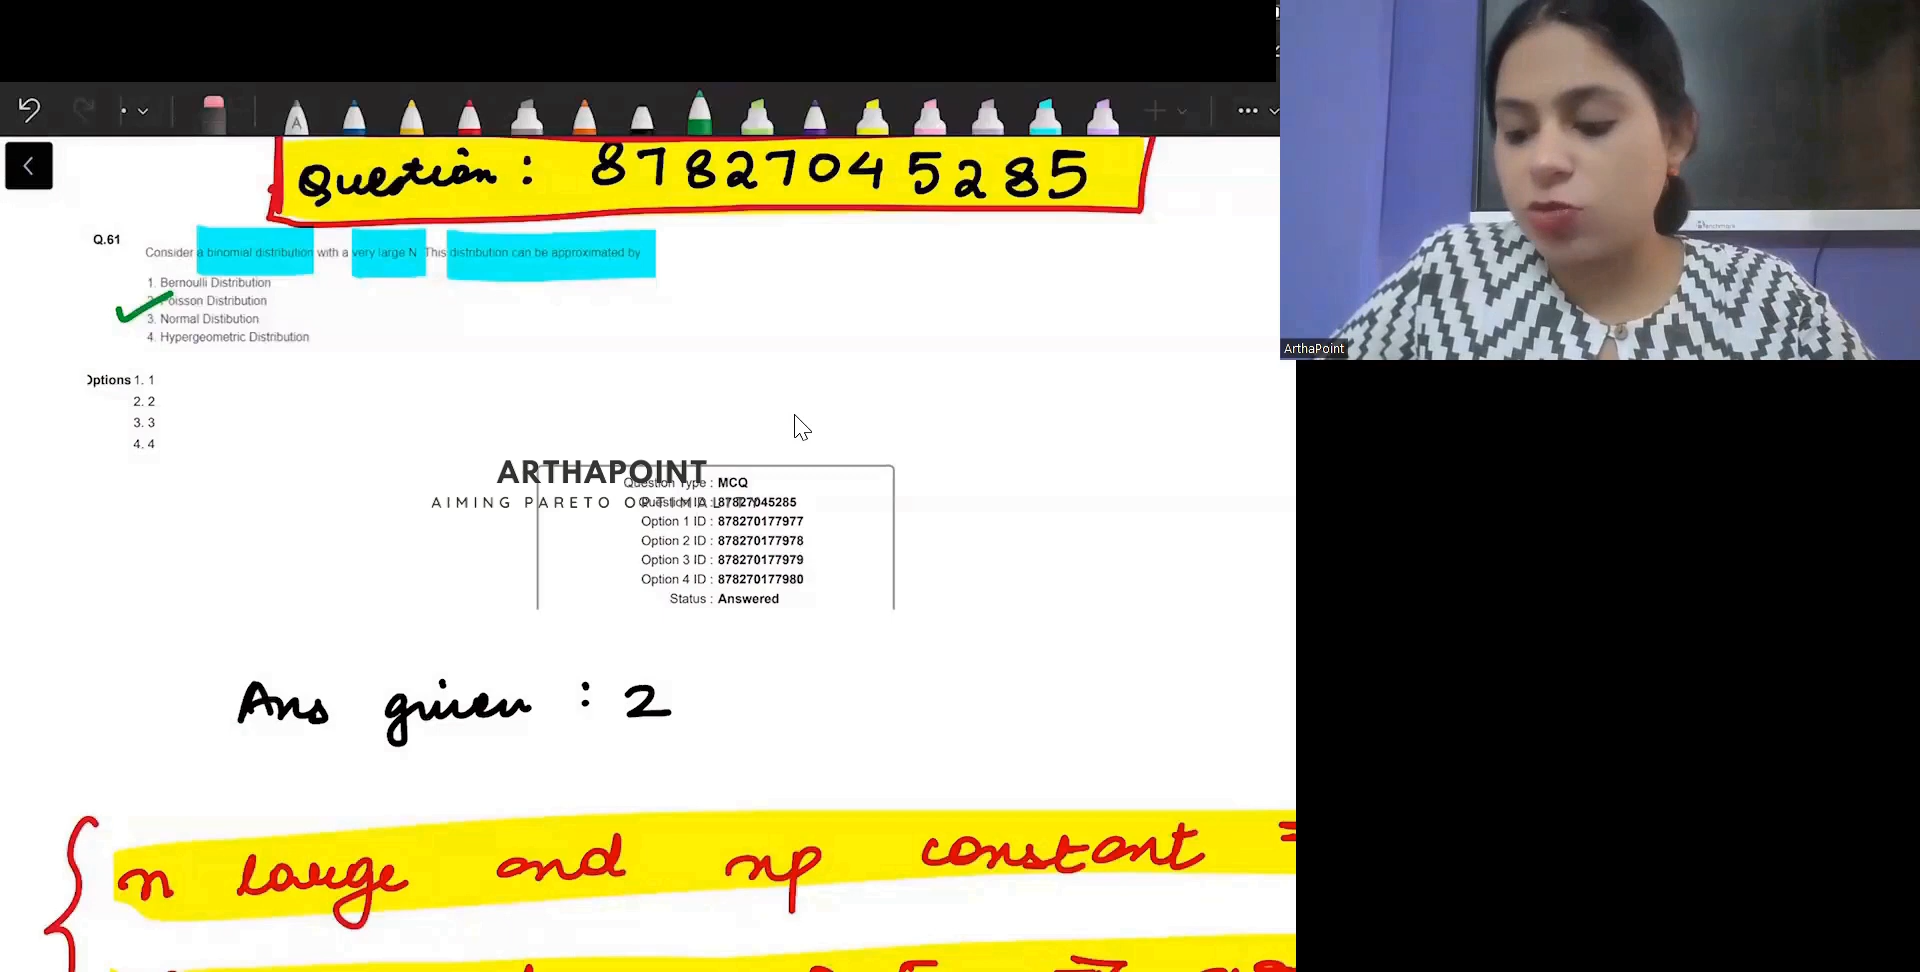 Question : 87827045285
Q.61
Consider a binomial distribution with a very large N. This distribution can be approximated by
1. Bernoulli Distribution
2. Poisson Distribution
3. Normal Distibution
4. Hypergeometric Distribution
Options 1. 1
2. 2
3. 3
4. 4
ARTHAPOINT
AIMING PARETO OPTIMALITY
Question Type : MCQ
Question ID : 87827045285
Option 1 ID : 878270177977
Option 2 ID : 878270177978
Option 3 ID : 878270177979
Option 4 ID : 878270177980
Status : Answered
Ans given : 2
n large and np constant =
ArthaPoint